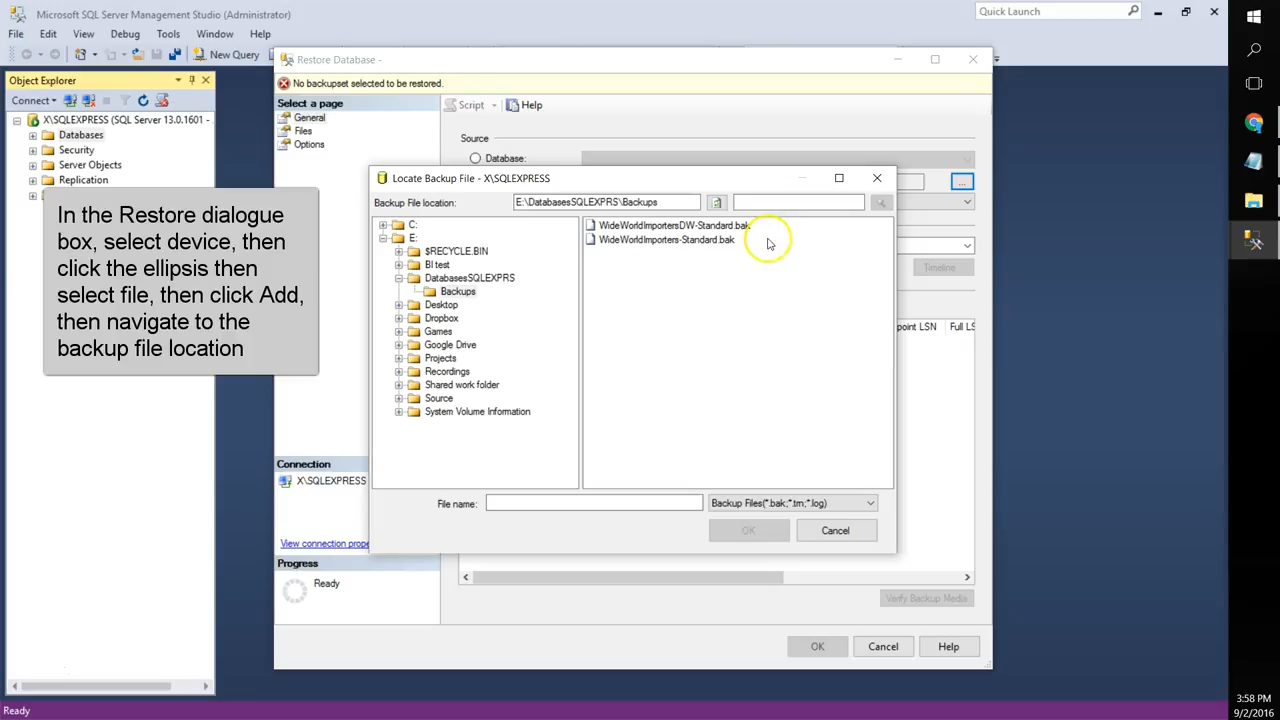 Microsoft SQL Server Management Studio (Administrator)
Quick Launch
File Edit View Debug Tools Window Help
New Query
Object Explorer
Connect
X\SQLEXPRESS (SQL Server 13.0.1601 -
Databases
Security
Server Objects
Replication
In the Restore dialogue
box, select device, then
click the ellipsis then
select file, then click Add,
then navigate to the
backup file location
Restore Database -
No backupset selected to be restored.
Select a page
General
Files
Options
Script
Help
Source
Database:
...
Timeline
point LSN
Full LS
Connection
X\SQLEXPRESS
View connection prope
Progress
Ready
Verify Backup Media
OK
Cancel
Help
Locate Backup File - X\SQLEXPRESS
Backup File location:
E:\DatabasesSQLEXPRS\Backups
C:
E:
$RECYCLE.BIN
BI test
DatabasesSQLEXPRS
Backups
Desktop
Dropbox
Games
Google Drive
Projects
Recordings
Shared work folder
Source
System Volume Information
WideWorldImportersDW-Standard.bak
WideWorldImporters-Standard.bak
File name:
Backup Files(*.bak;*.trn;*.log)
OK
Cancel
Ready
3:58 PM
9/2/2016